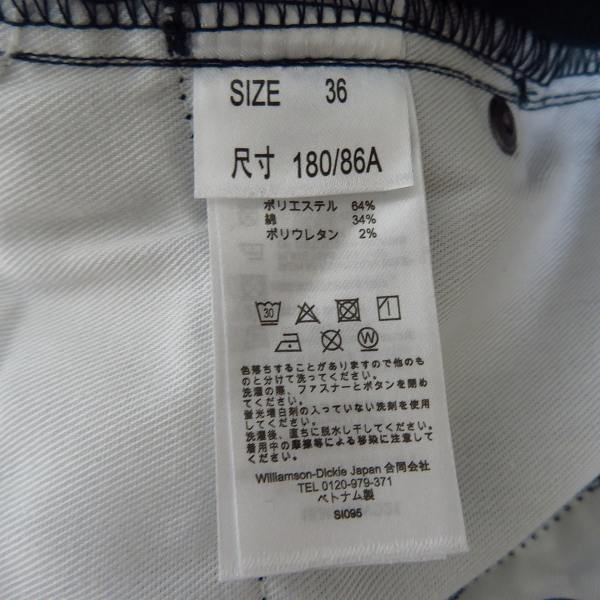 SIZE 36
尺寸 180/86A
ポリエステル 64%
綿 34%
ポリウレタン 2%
30
W
色落ちすることがありますので他のも
のと分けて洗ってください。
洗濯の際、ファスナーとボタンを閉め
てください。
蛍光増白剤の入っていない洗剤を使用
してください。
洗濯後、直ちに脱水し干してください。
着用中の摩擦等による移染に注意して
ください。
Williamson-Dickie Japan 合同会社
TEL 0120-979-371
ベトナム製
SI095